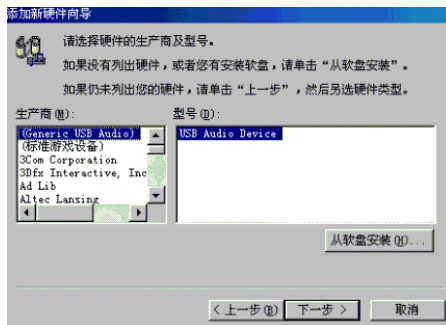 添加新硬件向导
请选择硬件的生产商及型号。
如果没有列出硬件，或者您有安装软盘，请单击“从软盘安装”。
如果仍未列出您的硬件，请单击“上一步”，然后另选硬件类型。
生产商(M):
(Generic USB Audio)
(标准游戏设备)
3Com Corporation
3Dfx Interactive, Inc
Ad Lib
Altec Lansing
型号(D):
USB Audio Device
从软盘安装(H)...
< 上一步(B)
下一步 >
取消